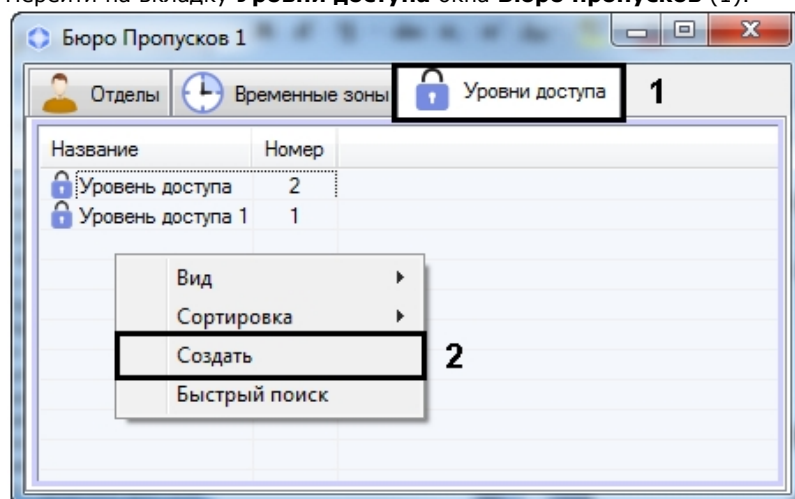 Перейти на вкладку Уровни доступа окна Бюро пропусков (1).
Бюро Пропусков 1
Отделы Временные зоны Уровни доступа 1
Название Номер
Уровень доступа 2
Уровень доступа 1 1
Вид
Сортировка
Создать 2
Быстрый поиск